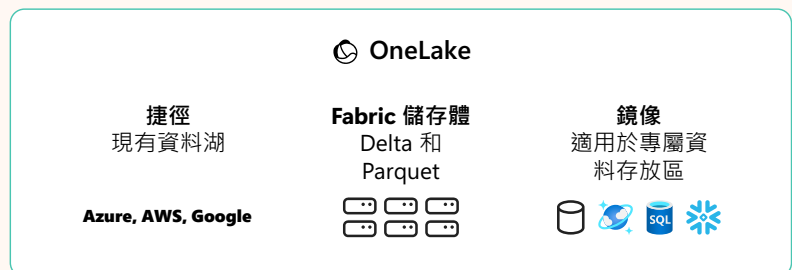 OneLake
捷徑
現有資料湖
Azure, AWS, Google
Fabric 儲存體
Delta 和
Parquet
鏡像
適用於專屬資
料存放區
SQL